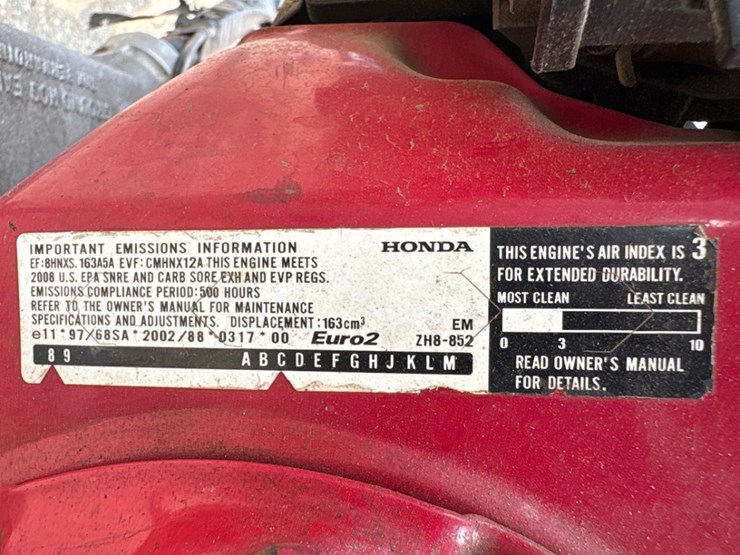 IMPORTANT EMISSIONS INFORMATION
EF:8HNXS.163A5A EVF:CMHNX12A THIS ENGINE MEETS
2008 U.S. EPA SNRE AND CARB SORE EXH AND EVP REGS.
EMISSIONS COMPLIANCE PERIOD:500 HOURS
REFER TO THE OWNER'S MANUAL FOR MAINTENANCE
SPECIFICATIONS AND ADJUSTMENTS. DISPLACEMENT:163cm³
e11*97/68SA*2002/88*0317*00 Euro2
HONDA
EM
ZH8-852
89 ABCDEFGHJKLM
THIS ENGINE'S AIR INDEX IS 3
FOR EXTENDED DURABILITY.
MOST CLEAN LEAST CLEAN
0 3 10
READ OWNER'S MANUAL
FOR DETAILS.